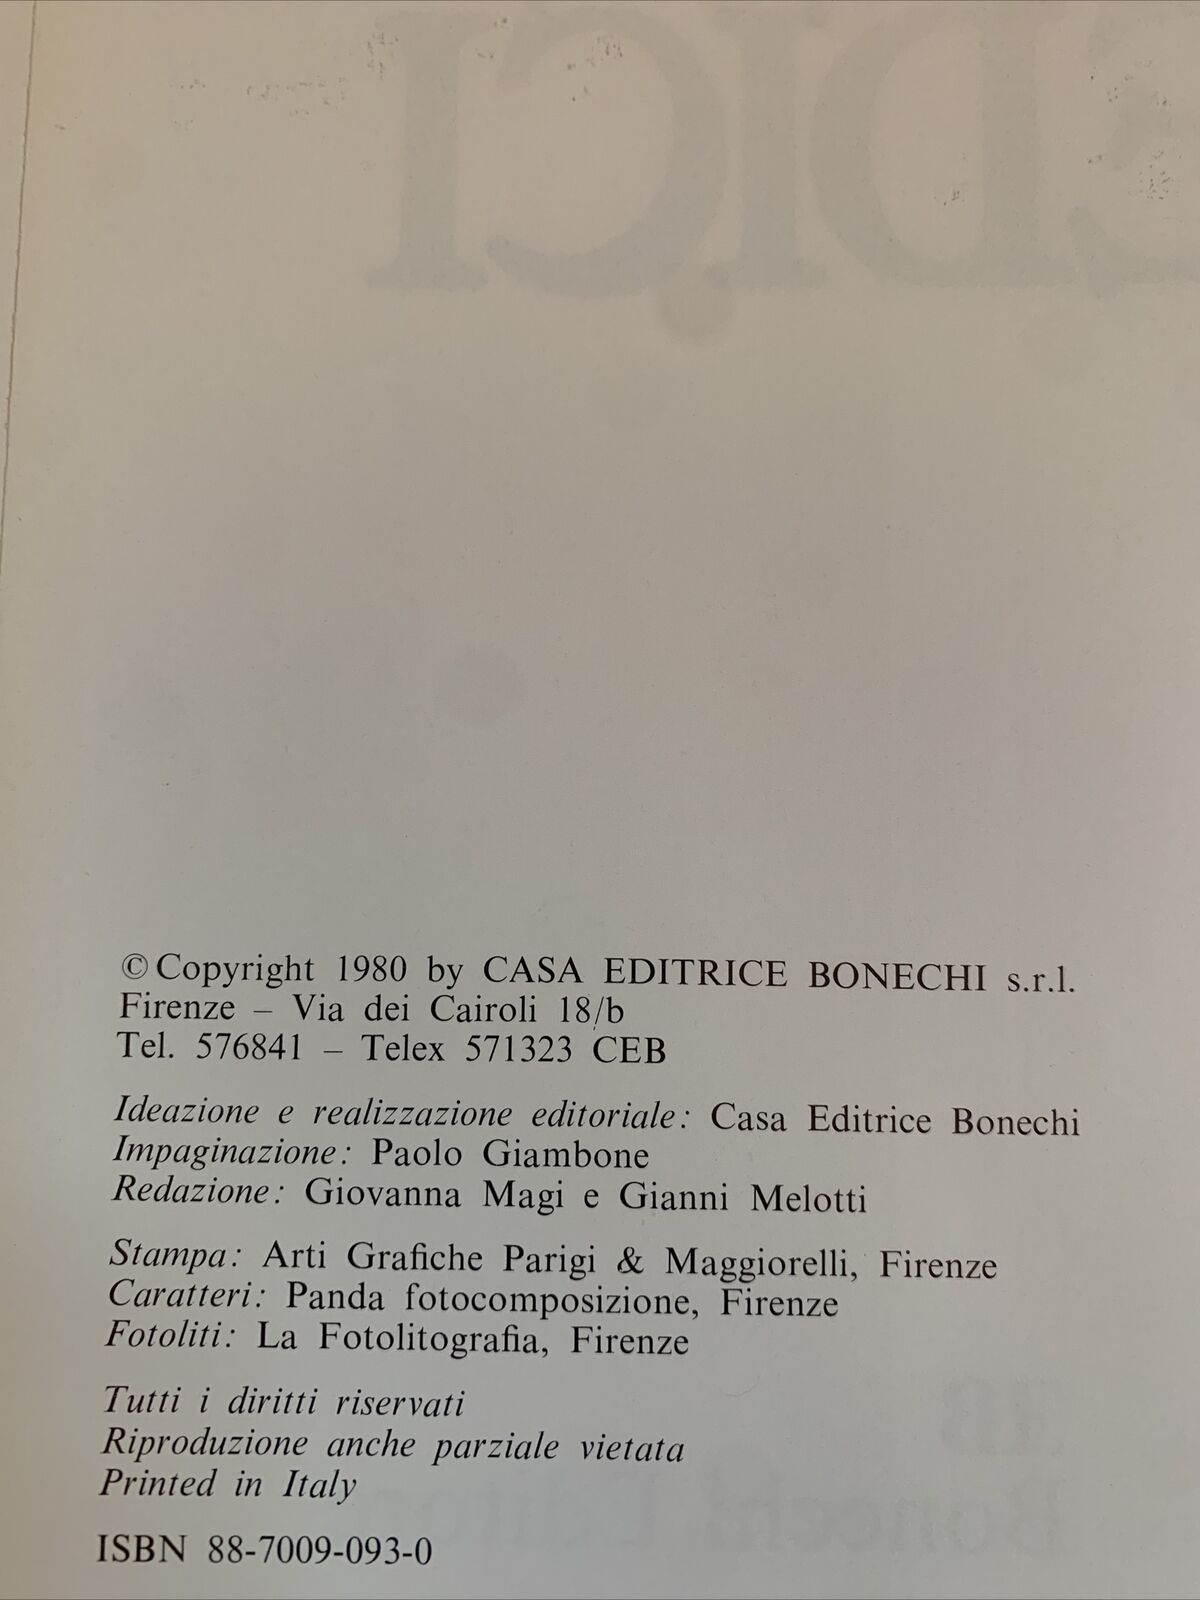 © Copyright 1980 by CASA EDITRICE BONECHI s.r.l.
Firenze – Via dei Cairoli 18/b
Tel. 576841 – Telex 571323 CEB
Ideazione e realizzazione editoriale: Casa Editrice Bonechi
Impaginazione: Paolo Giambone
Redazione: Giovanna Magi e Gianni Melotti
Stampa: Arti Grafiche Parigi & Maggiorelli, Firenze
Caratteri: Panda fotocomposizione, Firenze
Fotoliti: La Fotolitografia, Firenze
Tutti i diritti riservati
Riproduzione anche parziale vietata
Printed in Italy
ISBN 88-7009-093-0